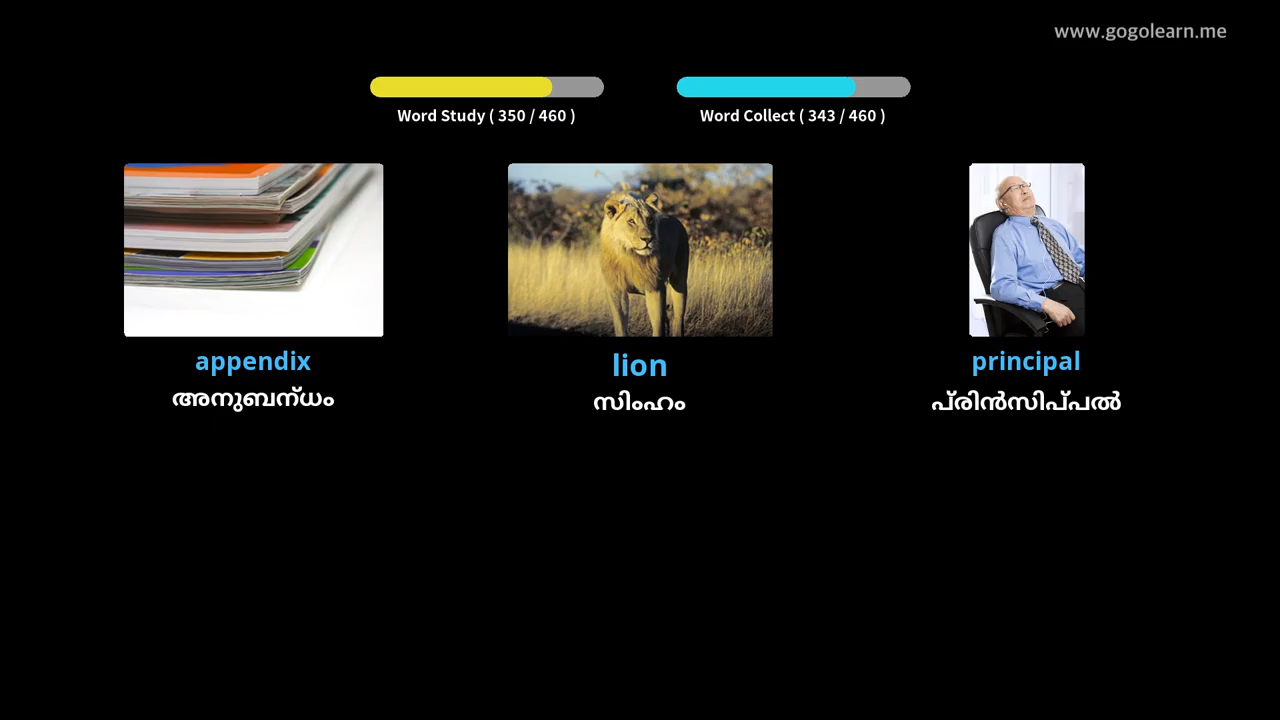 www.gogolearn.me
Word Study ( 350 / 460 )
Word Collect ( 343 / 460 )
appendix
അനുബന്ധം
lion
സിംഹം
principal
പ്രിൻസിപ്പൽ